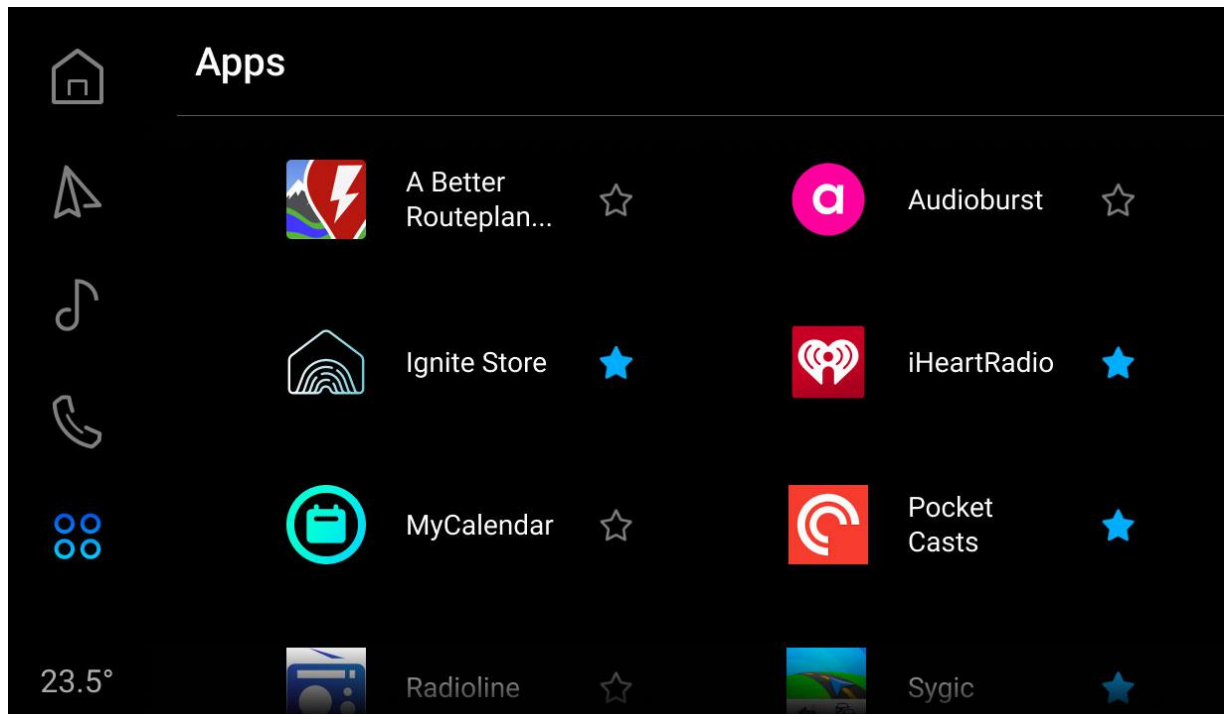 Apps
A Better
Routeplan...
Audioburst
Ignite Store
iHeartRadio
MyCalendar
Pocket
Casts
Radioline
Sygic
23.5°